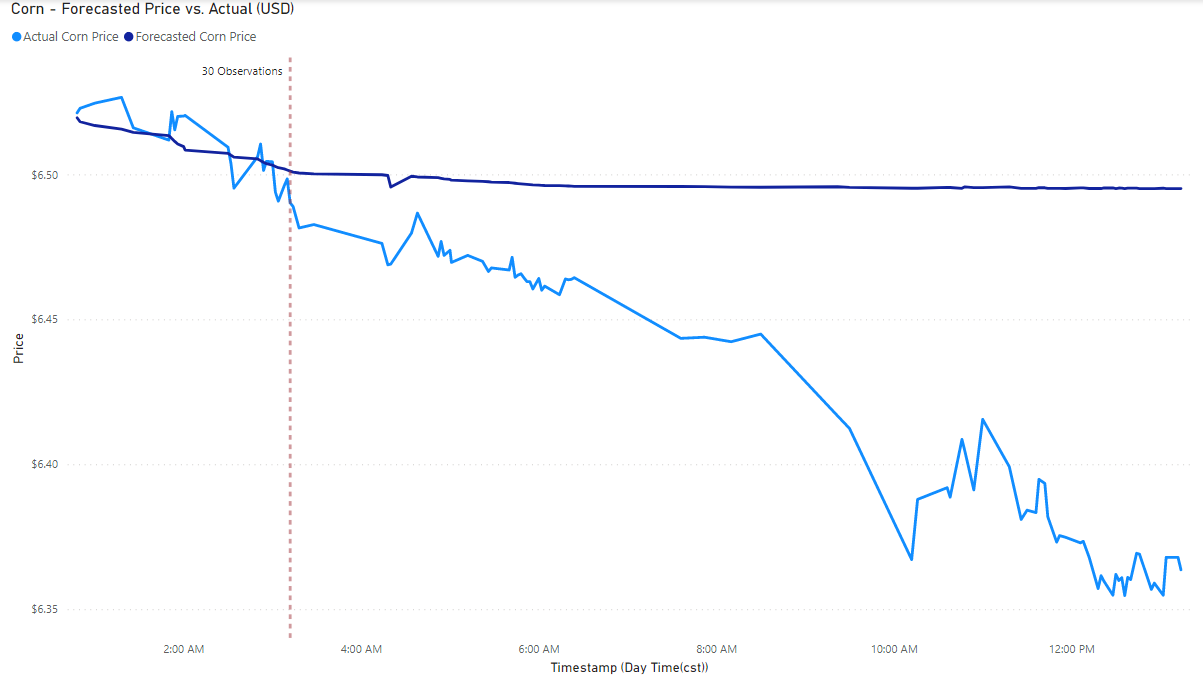 Corn - Forecasted Price vs. Actual (USD)
Actual Corn Price Forecasted Corn Price
30 Observations
$6.50
$6.45
Price
$6.40
$6.35
2:00 AM 4:00 AM 6:00 AM 8:00 AM 10:00 AM 12:00 PM
Timestamp (Day Time(cst))